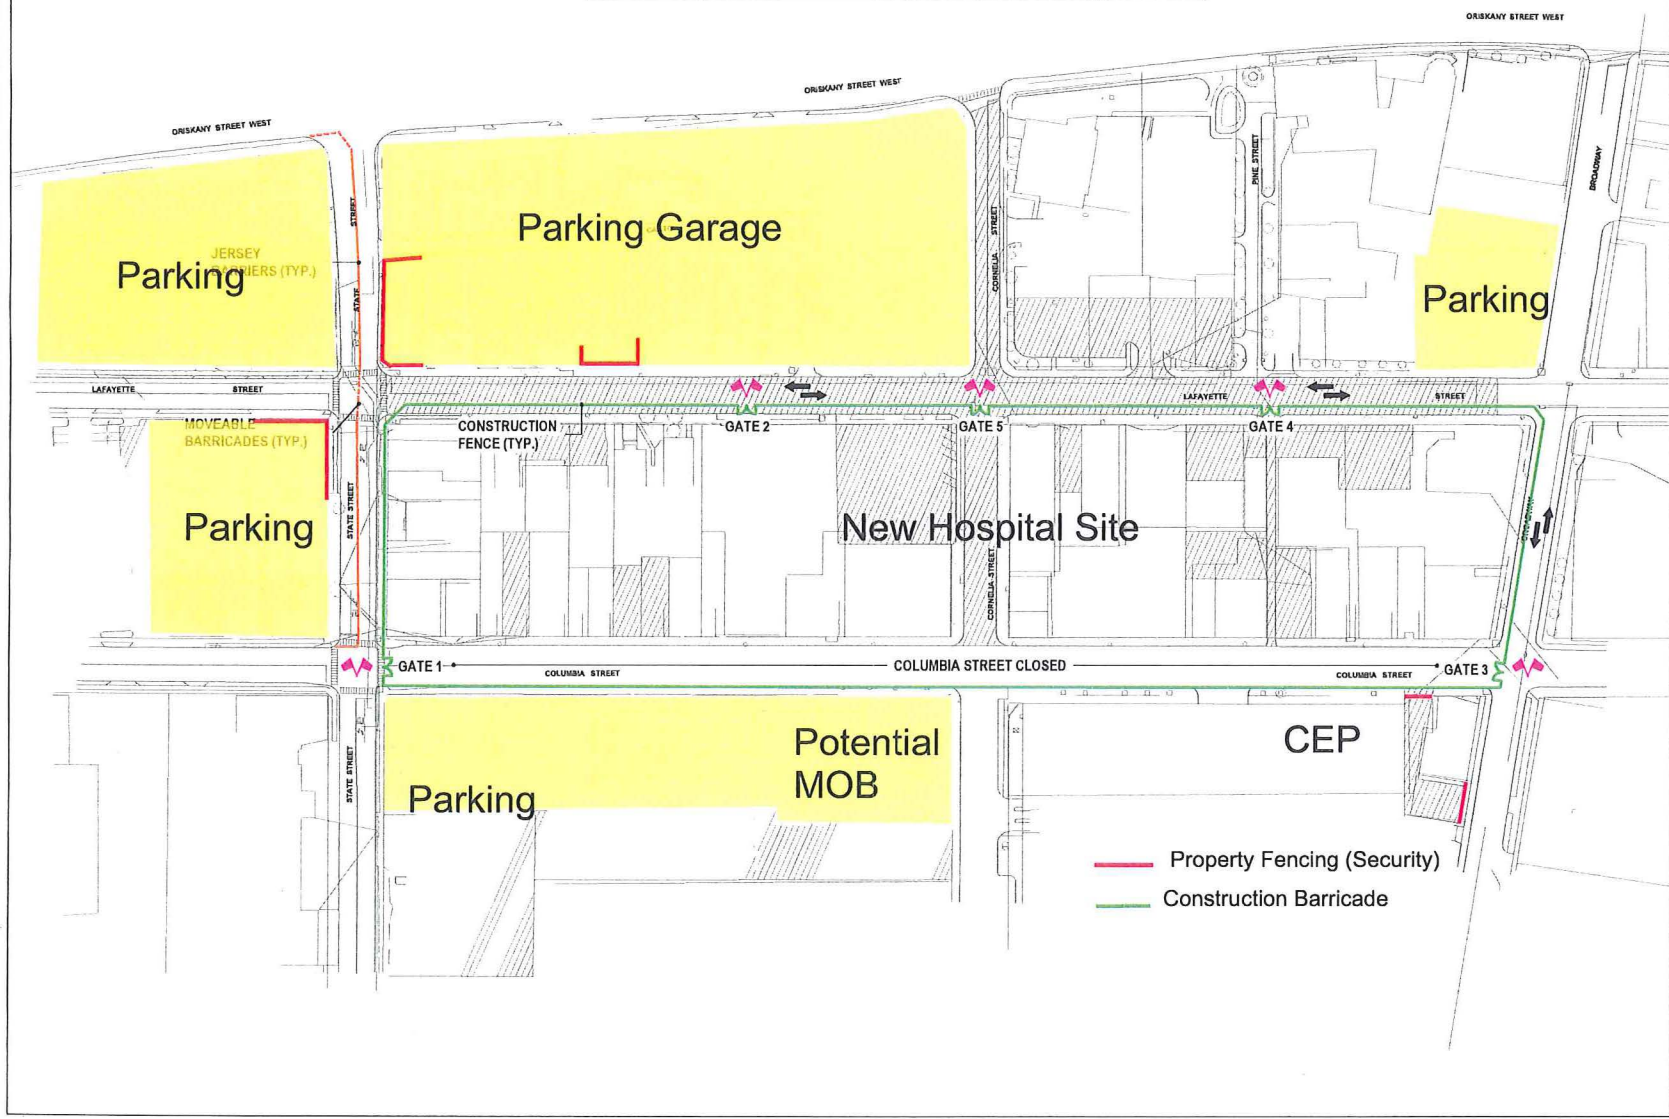 ORISKANY STREET WEST
ORISKANY STREET WEST
ORISKANY STREET WEST
PINE STREET
BROADWAY
STREET
CORNELIA STREET
Parking Garage
JERSEY
BARRIERS (TYP.)
Parking
STATE
Parking
LAFAYETTE STREET
LAFAYETTE STREET
MOVEABLE
BARRICADES (TYP.)
CONSTRUCTION
FENCE (TYP.)
GATE 2
GATE 5
GATE 4
STATE STREET
Parking
New Hospital Site
BROADWAY
CORNELIA STREET
GATE 1
COLUMBIA STREET
COLUMBIA STREET CLOSED
COLUMBIA STREET
GATE 3
STATE STREET
Parking
Potential
MOB
CEP
Property Fencing (Security)
Construction Barricade